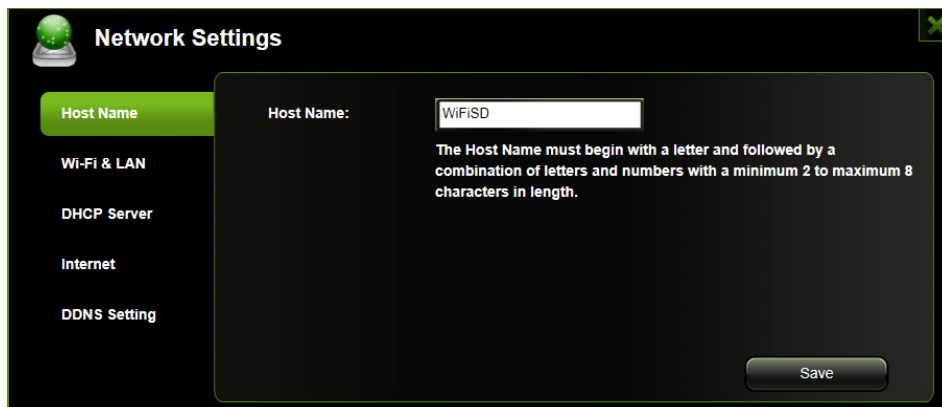 Network Settings
Host Name
Wi-Fi & LAN
DHCP Server
Internet
DDNS Setting
Host Name:
WiFiSD
The Host Name must begin with a letter and followed by a
combination of letters and numbers with a minimum 2 to maximum 8
characters in length.
Save